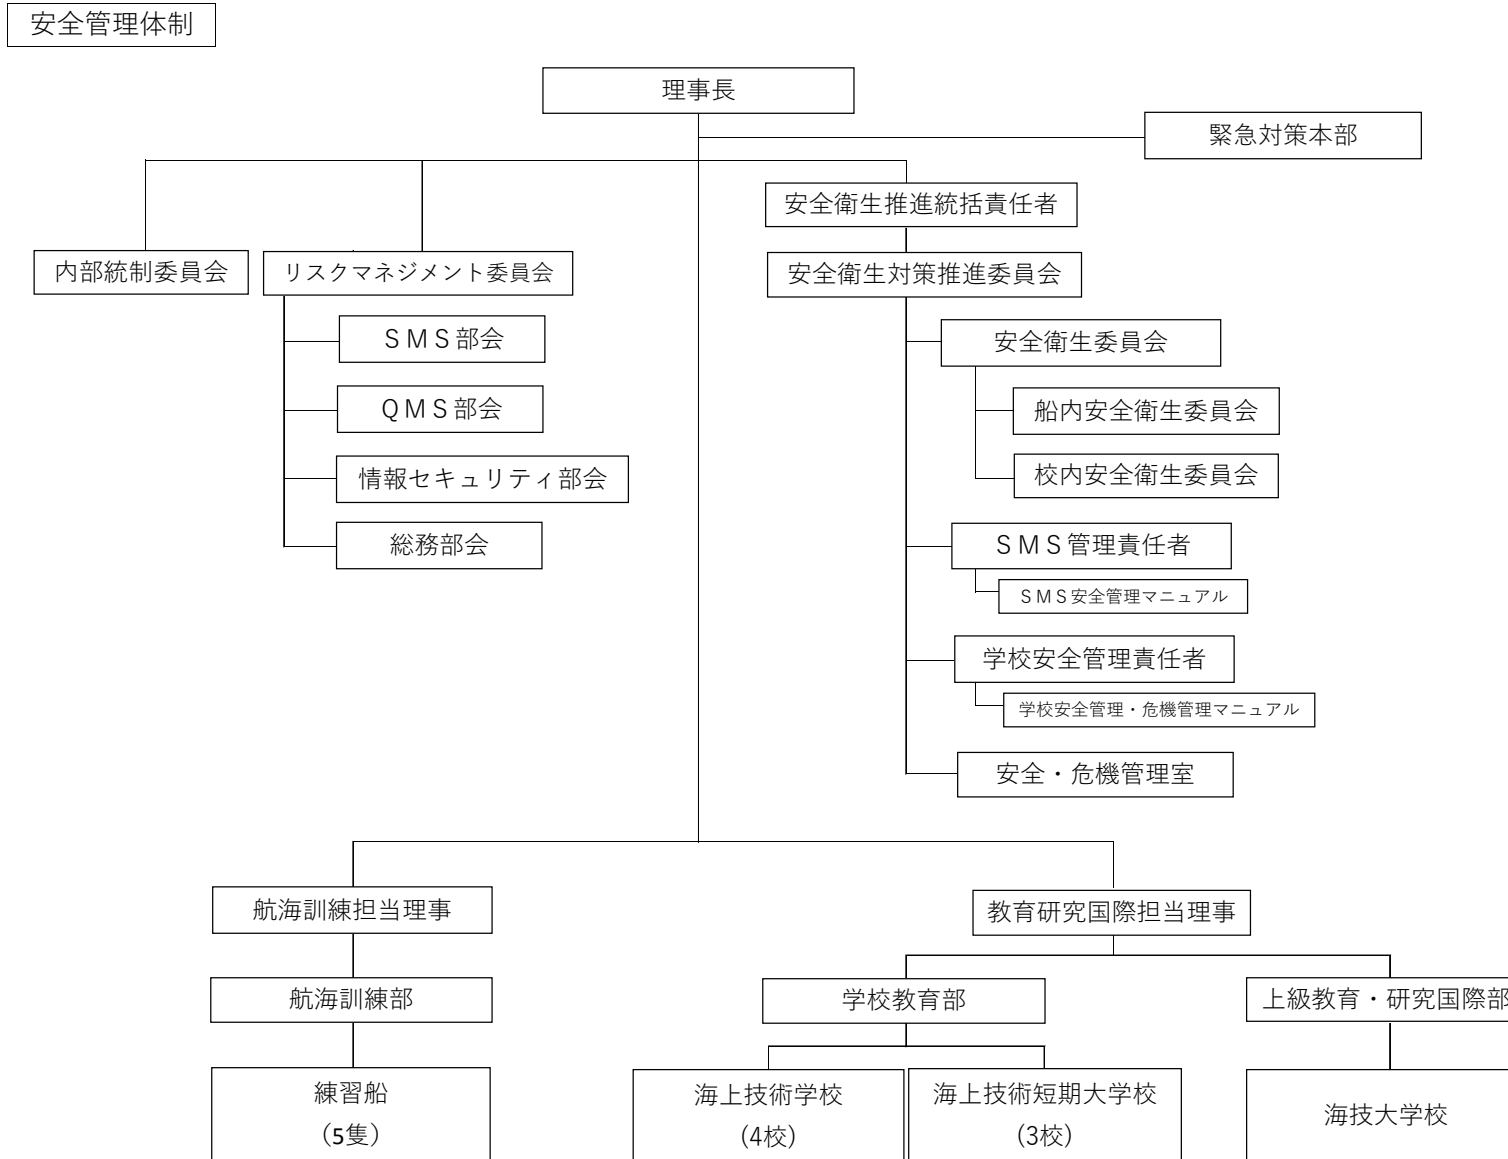 安全管理体制
理事長
緊急対策本部
安全衛生推進統括責任者
内部統制委員会
リスクマネジメント委員会
安全衛生対策推進委員会
ＳＭＳ部会
ＱＭＳ部会
情報セキュリティ部会
総務部会
安全衛生委員会
船内安全衛生委員会
校内安全衛生委員会
ＳＭＳ管理責任者
ＳＭＳ安全管理マニュアル
学校安全管理責任者
学校安全管理・危機管理マニュアル
安全・危機管理室
航海訓練担当理事
教育研究国際担当理事
航海訓練部
学校教育部
上級教育・研究国際部
練習船
（5隻）
海上技術学校
（4校）
海上技術短期大学校
（3校）
海技大学校